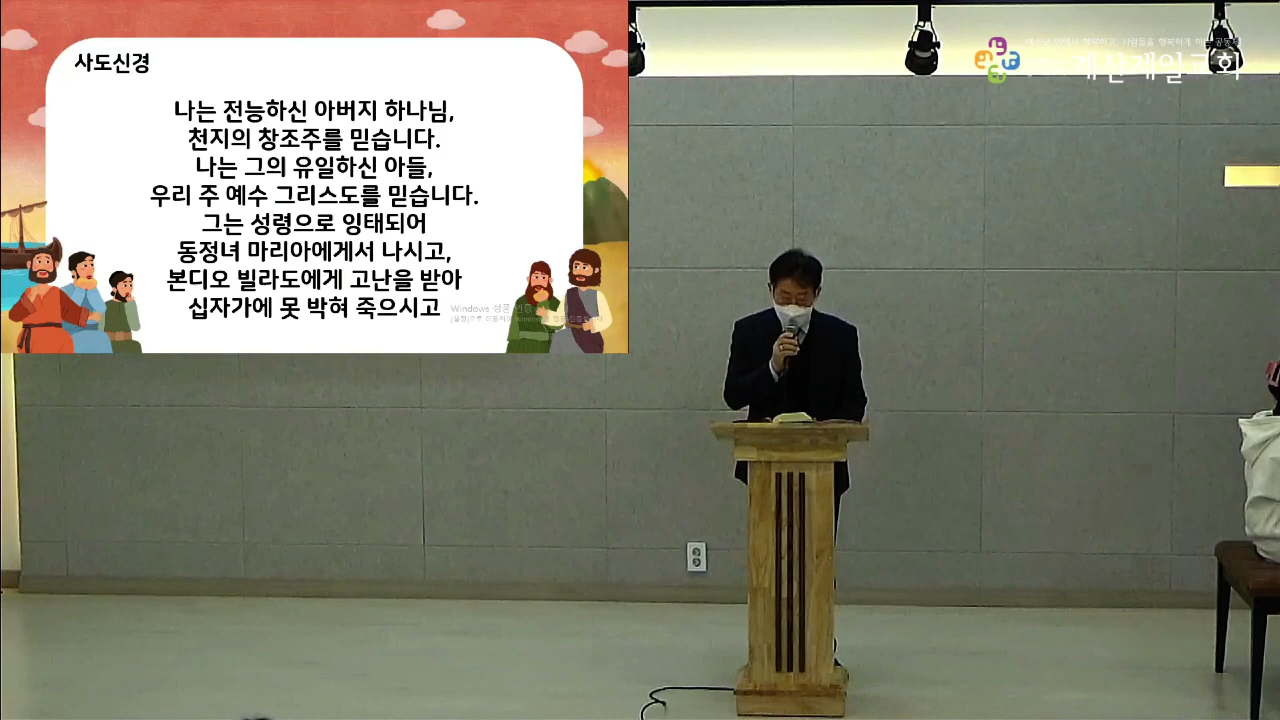 사도신경
나는 전능하신 아버지 하나님,
천지의 창조주를 믿습니다.
나는 그의 유일하신 아들,
우리 주 예수 그리스도를 믿습니다.
그는 성령으로 잉태되어
동정녀 마리아에게서 나시고,
본디오 빌라도에게 고난을 받아
십자가에 못 박혀 죽으시고
Windows 정품 인증
계산제일교회